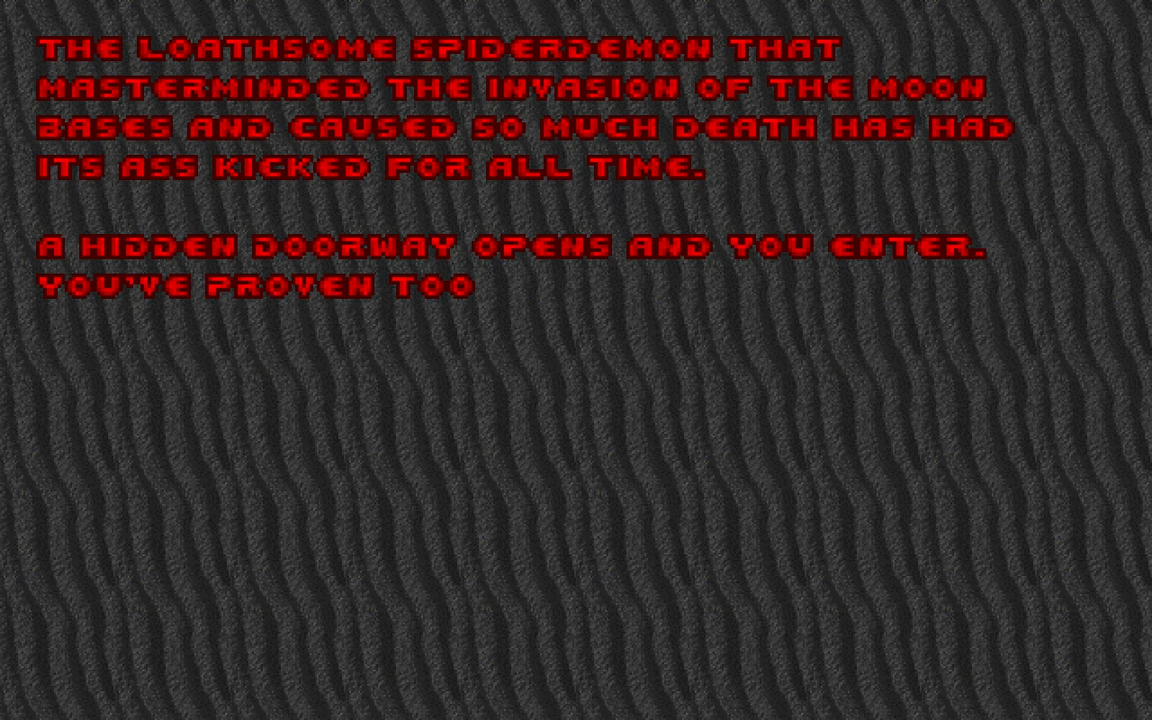 THE LOATHSOME SPIDERDEMON THAT
MASTERMINDED THE INVASION OF THE MOON
BASES AND CAUSED SO MUCH DEATH HAS HAD
ITS ASS KICKED FOR ALL TIME.
A HIDDEN DOORWAY OPENS AND YOU ENTER.
YOU'VE PROVEN TOO